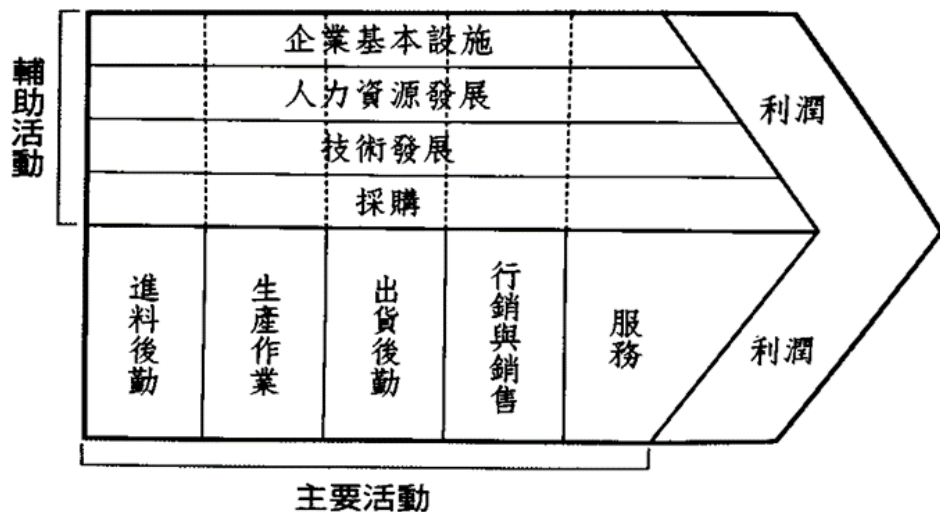 輔助活動
企業基本設施
人力資源發展
技術發展
採購
利潤
進料後勤
生產作業
出貨後勤
行銷與銷售
服務
利潤
主要活動